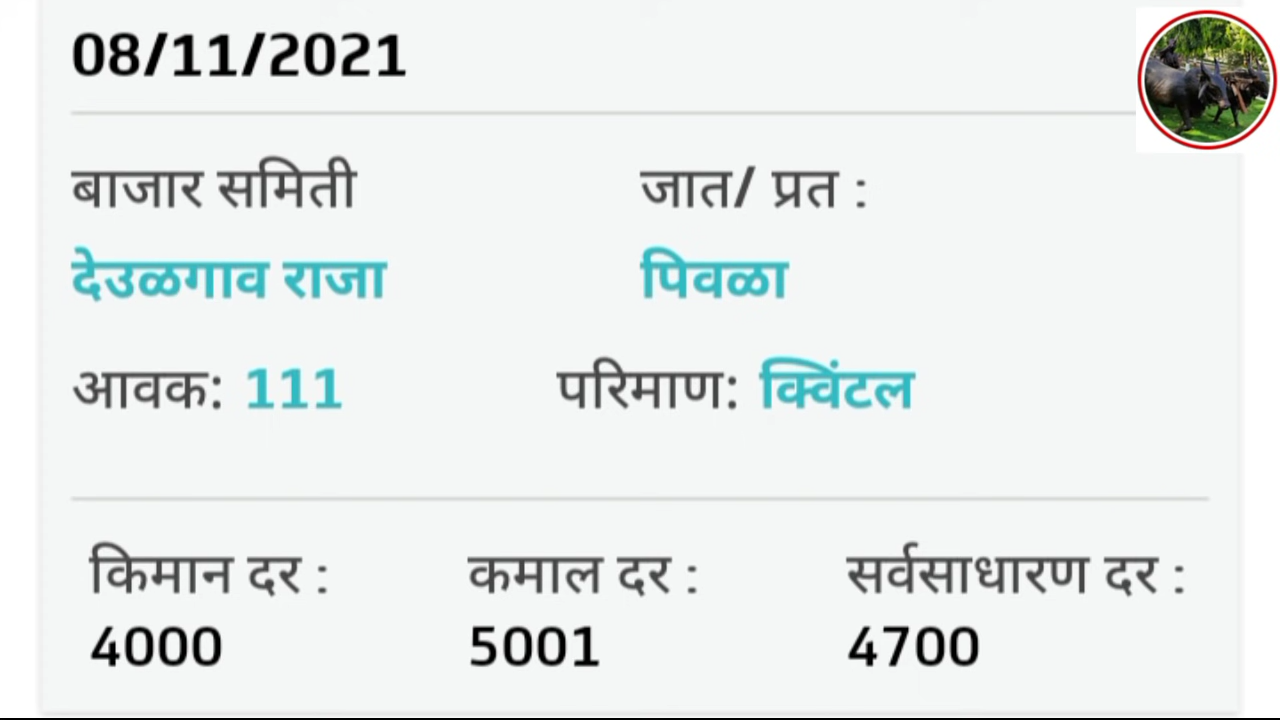 08/11/2021
बाजार समिती जात/ प्रत :
देउळगाव राजा पिवळा
आवक: 111 परिमाण: क्विंटल
किमान दर : कमाल दर : सर्वसाधारण दर :
4000 5001 4700